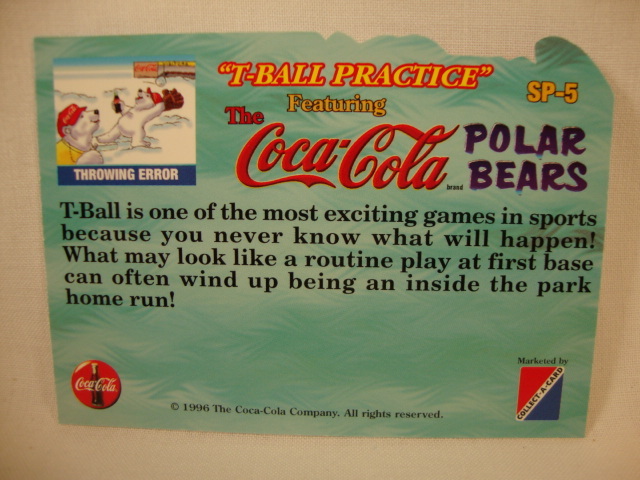 "T-BALL PRACTICE"
SP-5
Featuring
The
Coca-Cola
brand
POLAR
BEARS
THROWING ERROR
T-Ball is one of the most exciting games in sports
because you never know what will happen!
What may look like a routine play at first base
can often wind up being an inside the park
home run!
Coca-Cola
Marketed by
COLLECT-A-CARD
© 1996 The Coca-Cola Company. All rights reserved.